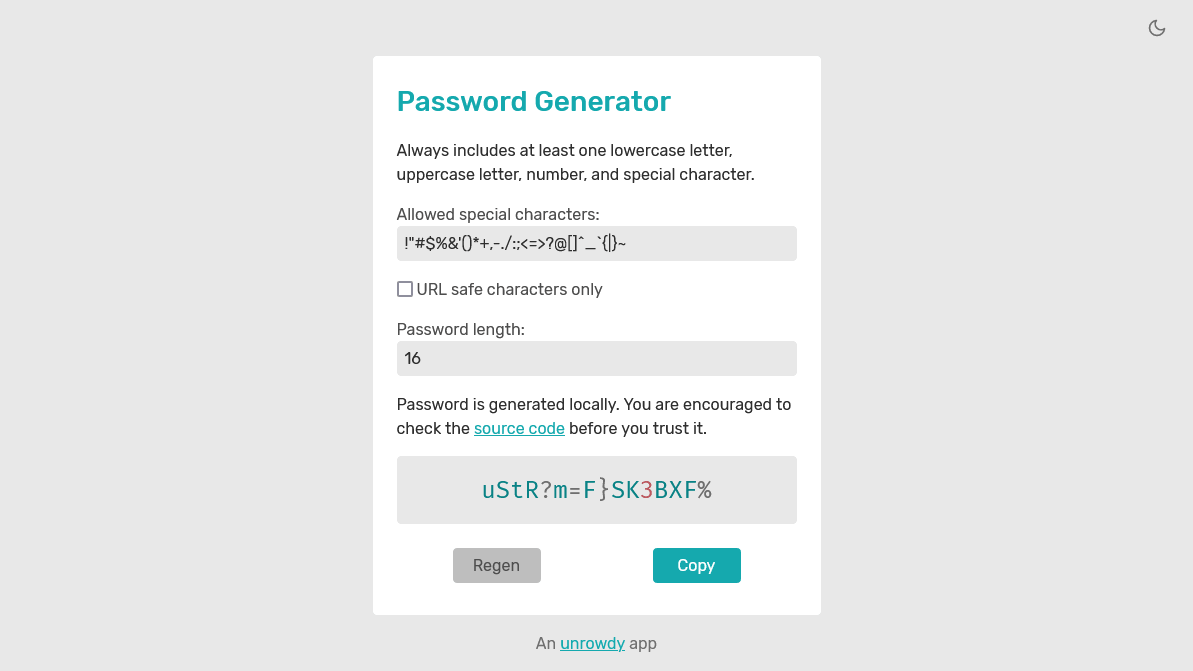 Password Generator
Always includes at least one lowercase letter,
uppercase letter, number, and special character.
Allowed special characters:
!"#$%&'()*+,-./:;<=>?@[]^_`{|}~
URL safe characters only
Password length:
16
Password is generated locally. You are encouraged to
check the source code before you trust it.
uStR?m=F}SK3BXF%
Regen
Copy
An unrowdy app